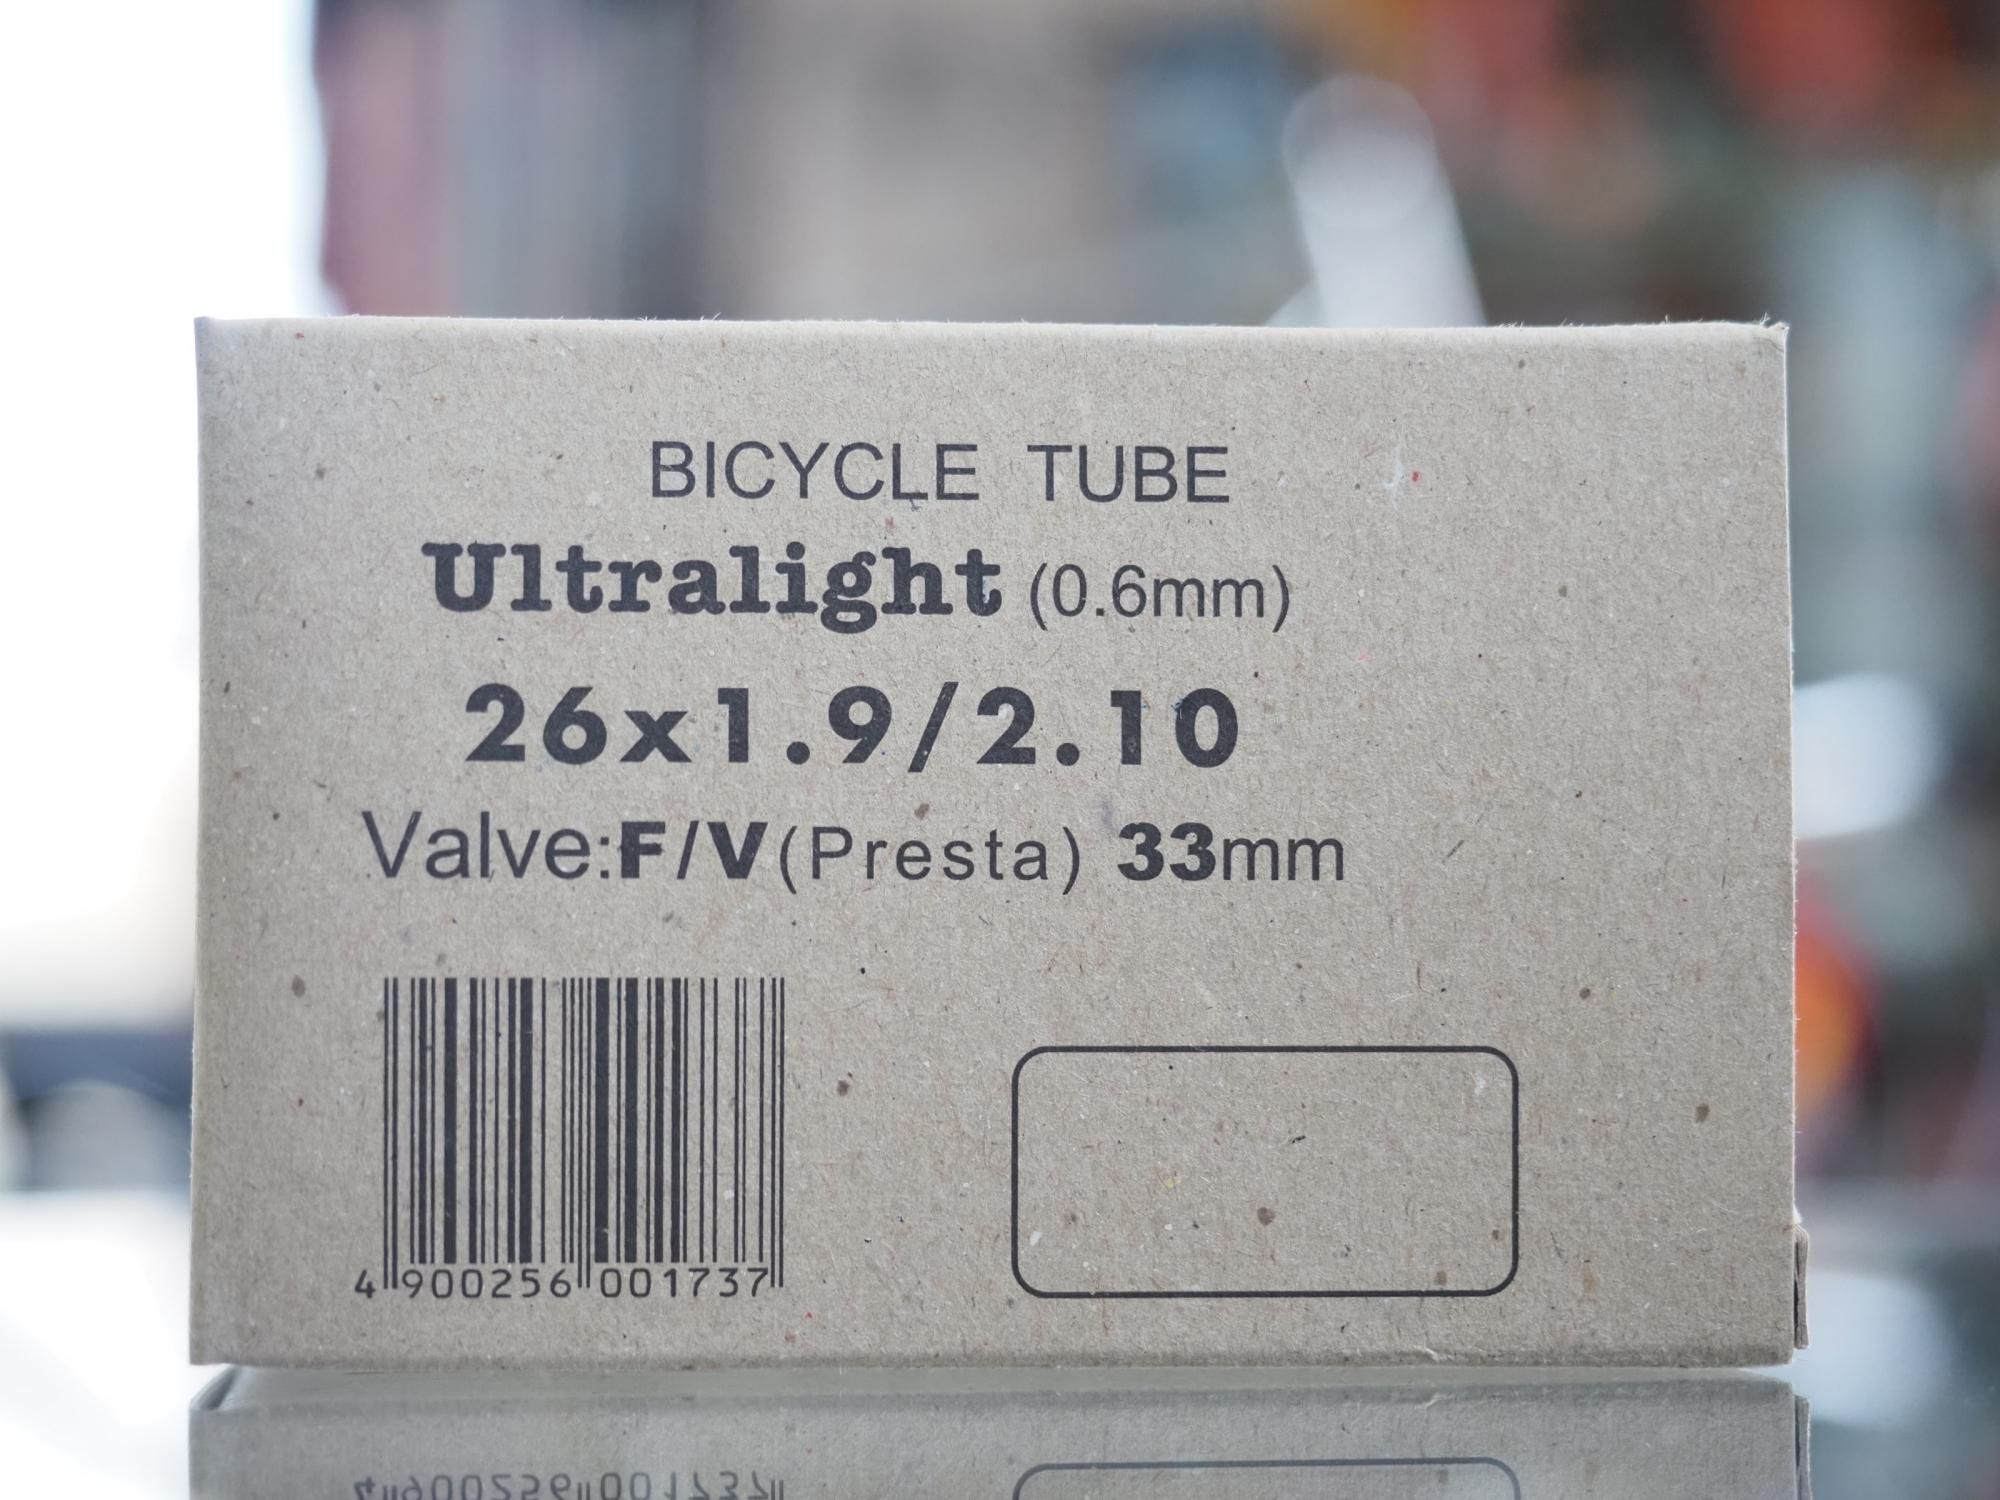 BICYCLE TUBE
Ultralight (0.6mm)
26x1.9/2.10
Valve:F/V(Presta) 33mm
4 900256 001737